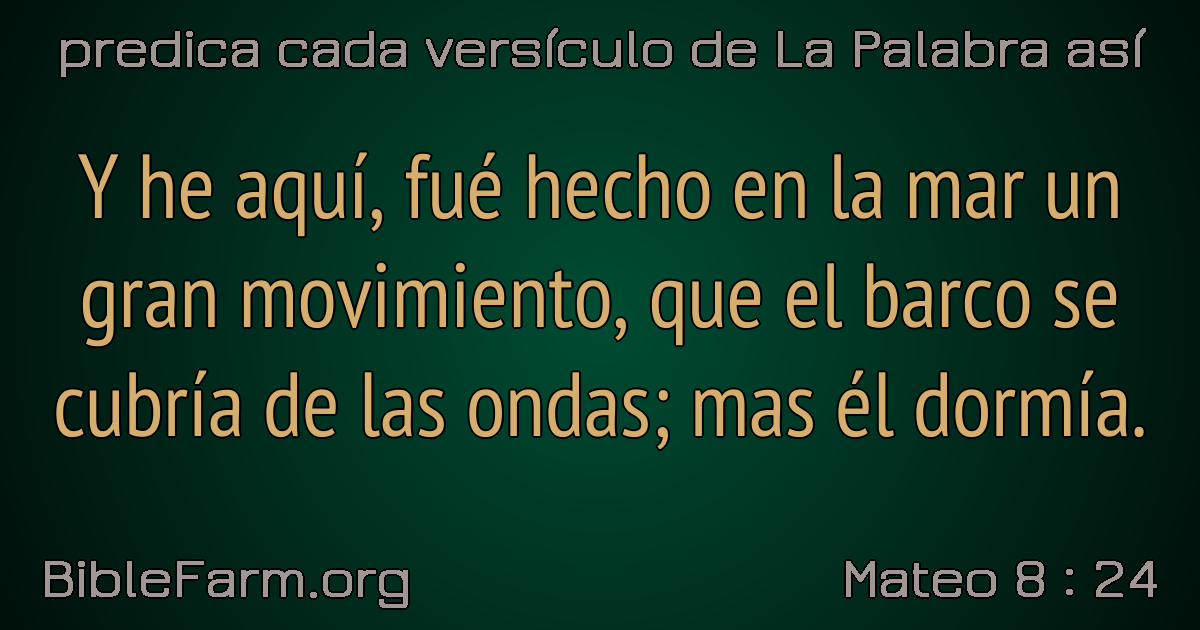 predica cada versículo de La Palabra así
Y he aquí, fué hecho en la mar un
gran movimiento, que el barco se
cubría de las ondas; mas él dormía.
BibleFarm.org
Mateo 8 : 24